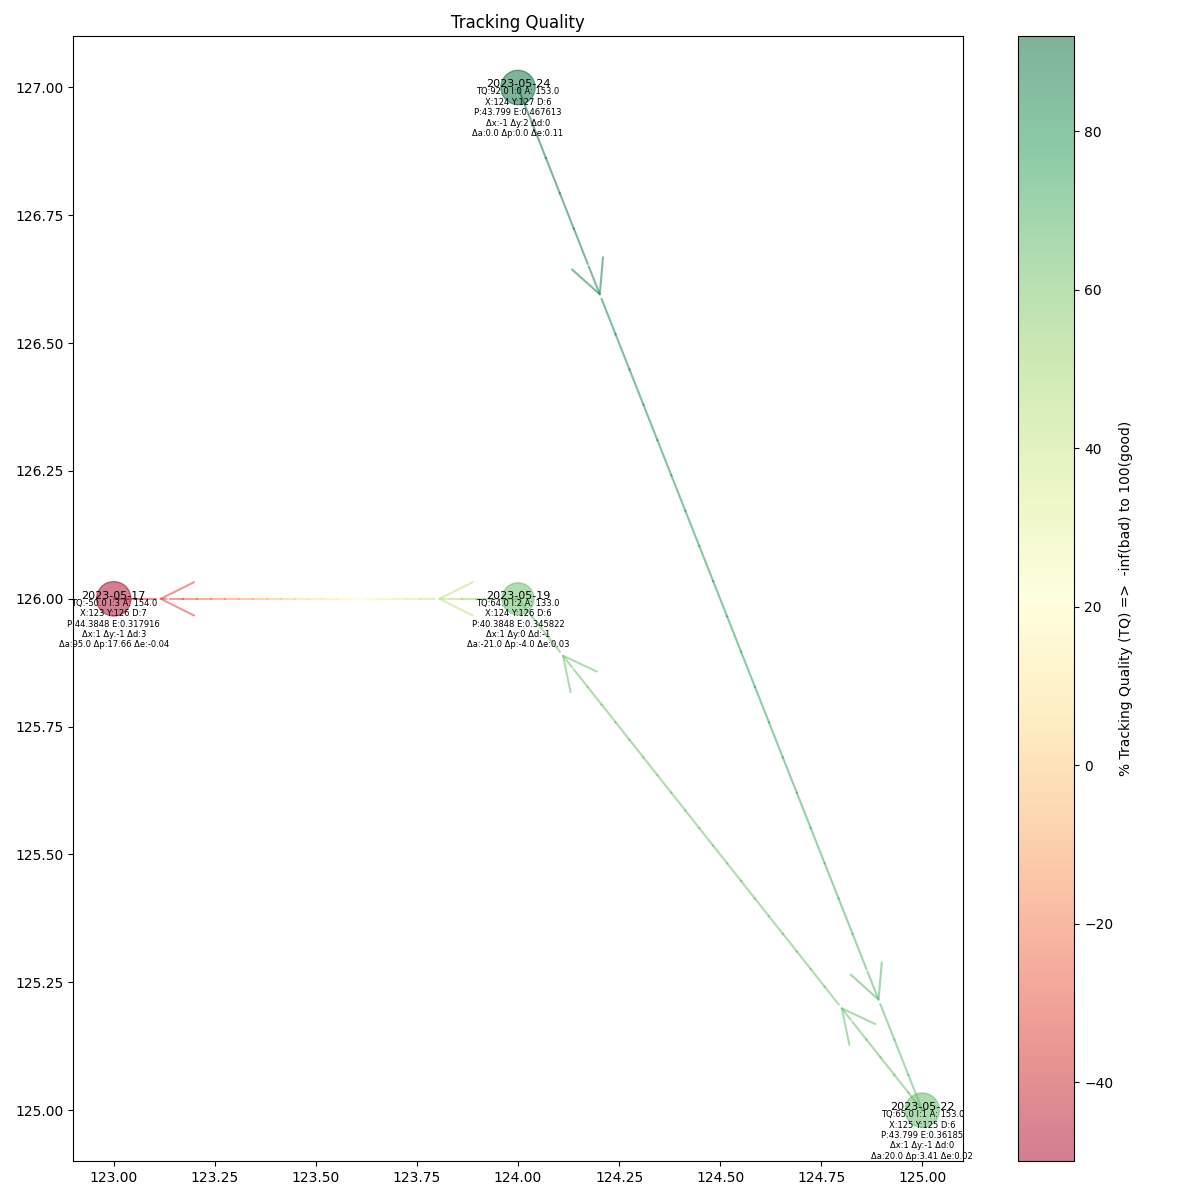 Tracking Quality
127.00
126.75
126.50
126.25
126.00
125.75
125.50
125.25
125.00
2023-05-24
TQ:92.0 I:0 A: 153.0
X:124 Y:127 D:6
P:43.799 E:0.467613
Δx:-1 Δy:2 Δd:0
Δa:0.0 Δp:0.0 Δe:0.11
2023-05-17
TQ:-50.0 I:3 A: 154.0
X:123 Y:126 D:7
P:44.3848 E:0.317916
Δx:1 Δy:-1 Δd:3
Δa:95.0 Δp:17.66 Δe:-0.04
2023-05-19
TQ:64.0 I:2 A: 133.0
X:124 Y:126 D:6
P:40.3848 E:0.345822
Δx:1 Δy:0 Δd:-1
Δa:-21.0 Δp:-4.0 Δe:0.03
2023-05-22
TQ:65.0 I:1 A: 153.0
X:125 Y:125 D:6
P:43.799 E:0.36185
Δx:1 Δy:-1 Δd:0
Δa:20.0 Δp:3.41 Δe:0.02
123.00 123.25 123.50 123.75 124.00 124.25 124.50 124.75 125.00
80
60
40
20
0
−20
−40
% Tracking Quality (TQ) => -inf(bad) to 100(good)